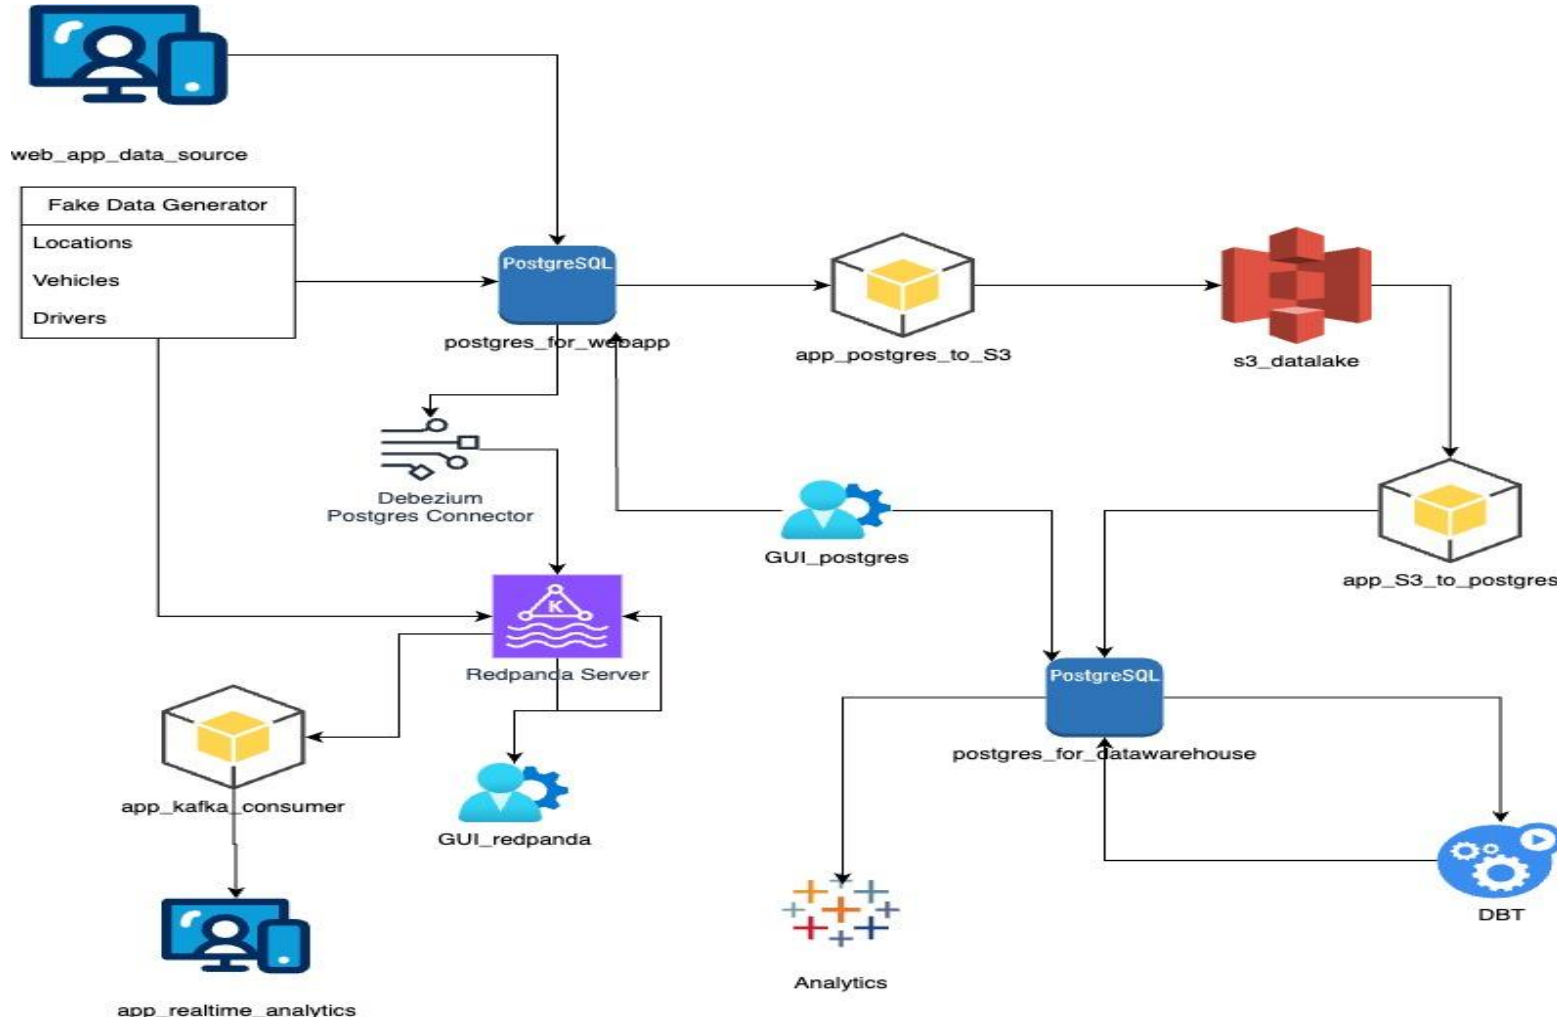 web_app_data_source
Fake Data Generator
Locations
Vehicles
Drivers
PostgreSQL
postgres_for_webapp
app_postgres_to_S3
s3_datalake
Debezium
Postgres Connector
GUI_postgres
app_S3_to_postgres
K
Redpanda Server
PostgreSQL
postgres_for_datawarehouse
app_kafka_consumer
GUI_redpanda
DBT
Analytics
app_realtime_analytics